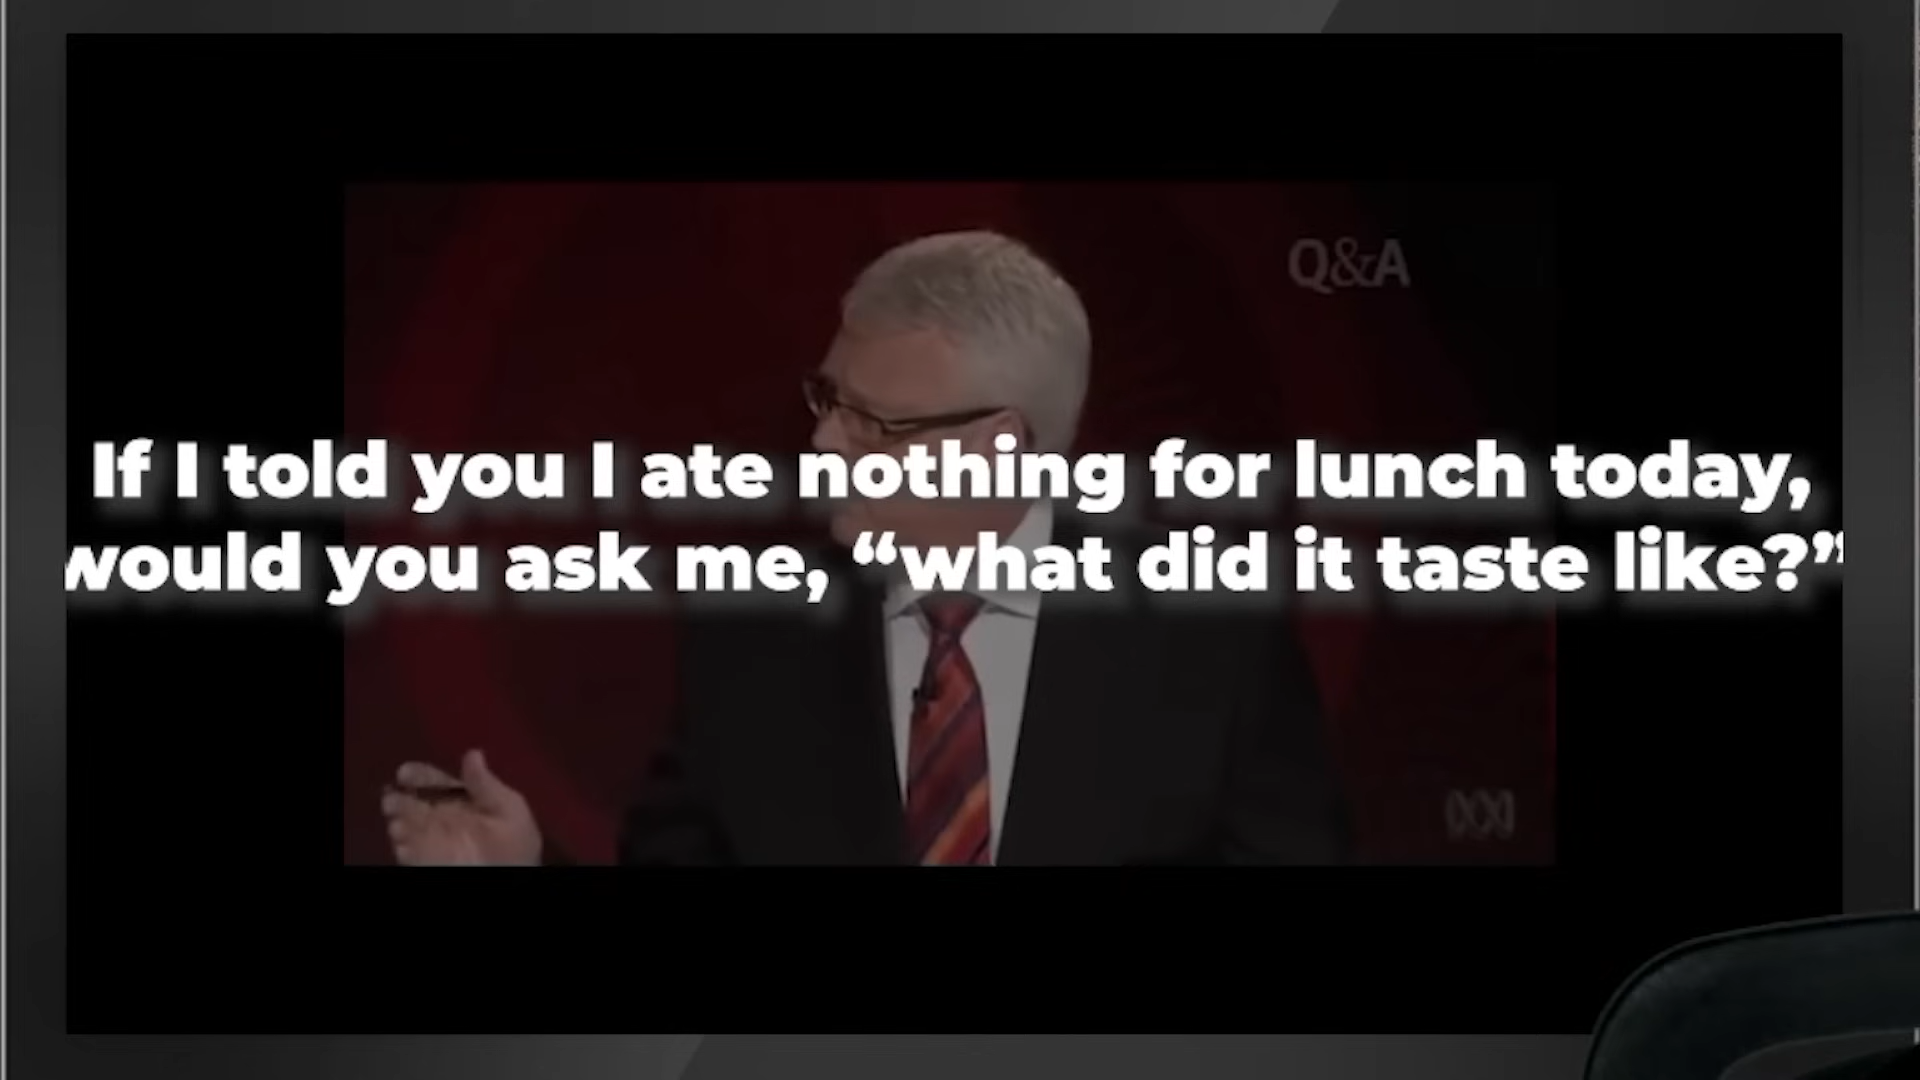 Q&A
If I told you I ate nothing for lunch today,
would you ask me, “what did it taste like?”